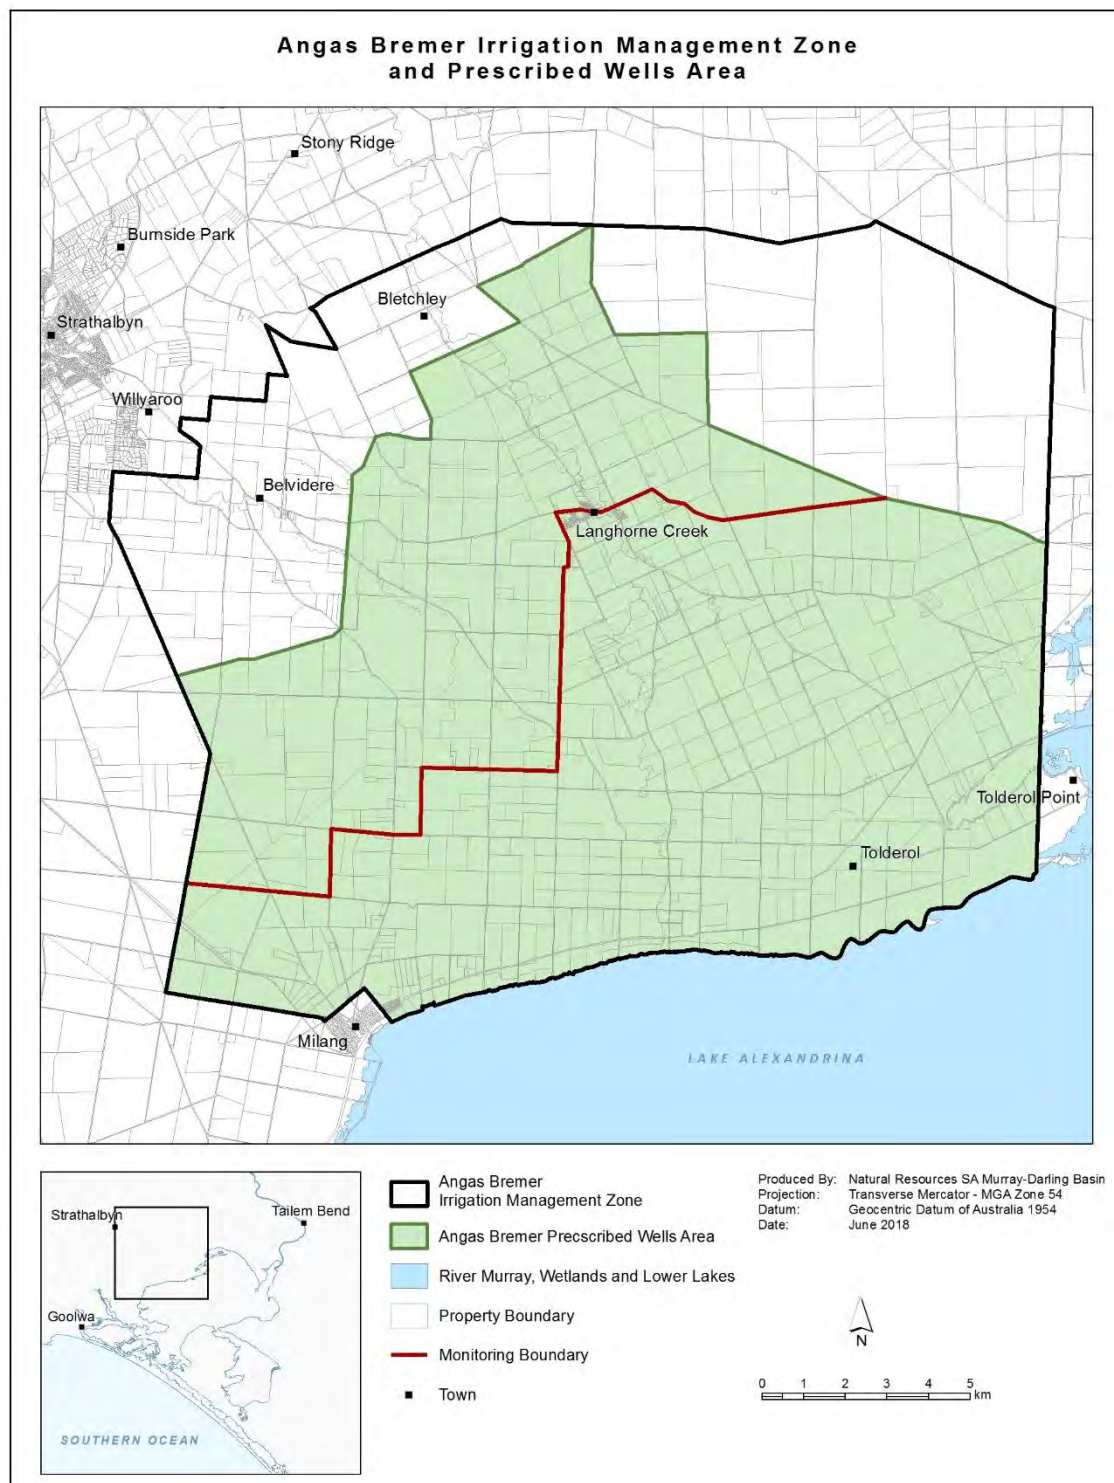 Angas Bremer Irrigation Management Zone
and Prescribed Wells Area
Stony Ridge
Burnside Park
Bletchley
Strathalbyn
Willyaroo
Belvidere
Langhorne Creek
Tolderol Point
Tolderol
Milang
LAKE ALEXANDRINA
Strathalbyn
Tailem Bend
Goolwa
SOUTHERN OCEAN
Angas Bremer
Irrigation Management Zone
Angas Bremer Precscribed Wells Area
River Murray, Wetlands and Lower Lakes
Property Boundary
Monitoring Boundary
Town
Produced By: Natural Resources SA Murray-Darling Basin
Projection: Transverse Mercator - MGA Zone 54
Datum: Geocentric Datum of Australia 1954
Date: June 2018
N
0 1 2 3 4 5
km